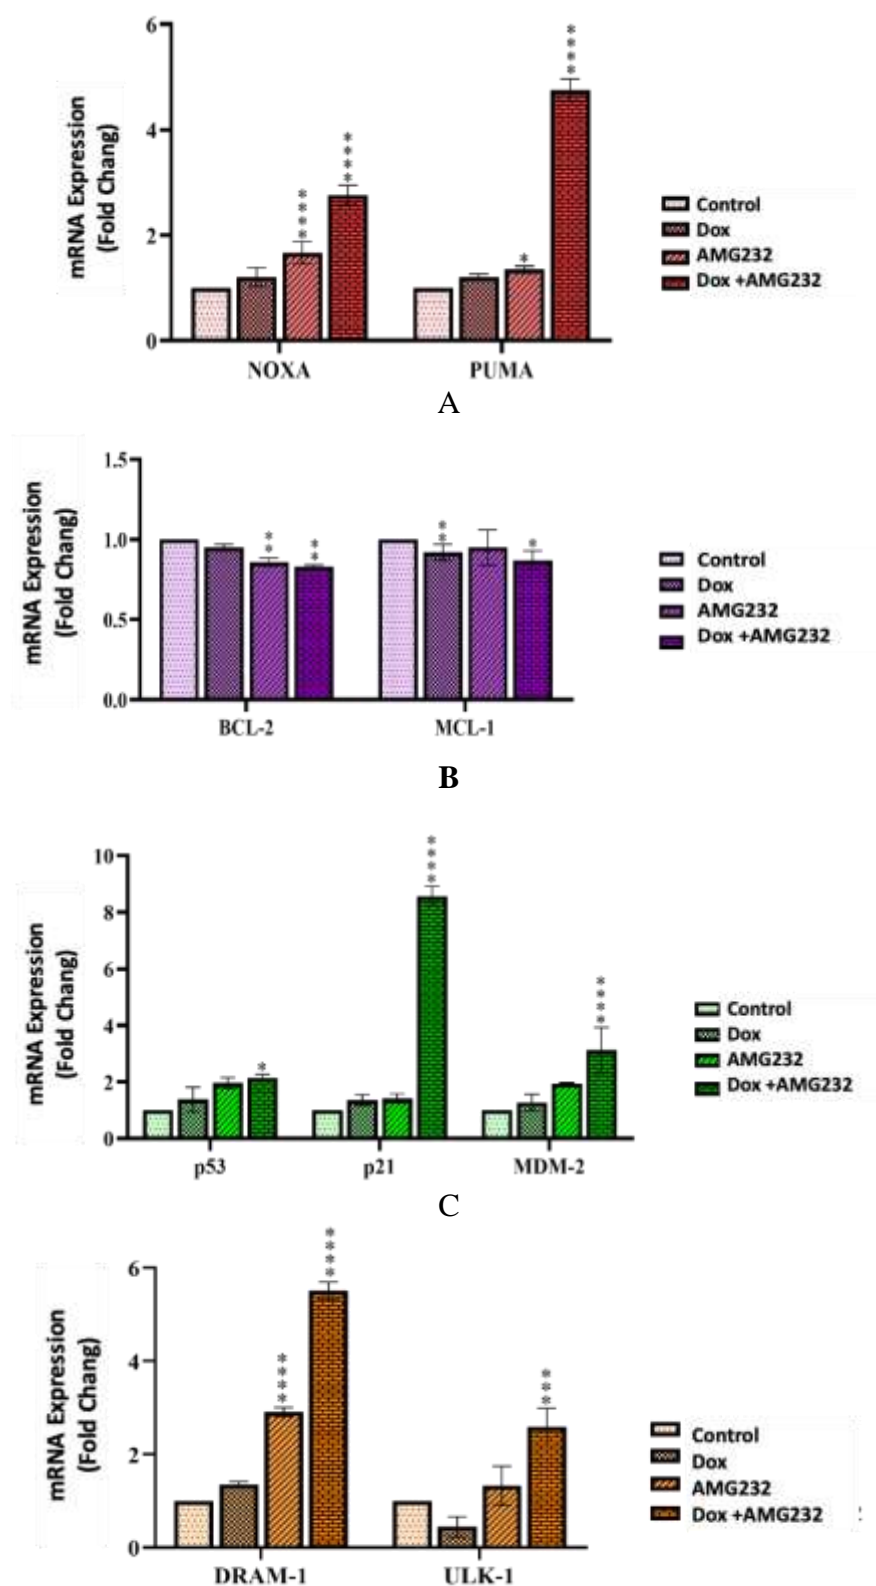 6
4
2
0
mRNA Expression
(Fold Chang)
****
****
*
****
NOXA
PUMA
Control
Dox
AMG232
Dox +AMG232
A
1.5
1.0
0.5
0.0
mRNA Expression
(Fold Chang)
**
**
**
*
BCL-2
MCL-1
Control
Dox
AMG232
Dox +AMG232
B
10
8
6
4
2
0
mRNA Expression
(Fold Chang)
*
****
****
p53
p21
MDM-2
Control
Dox
AMG232
Dox +AMG232
C
6
4
2
0
mRNA Expression
(Fold Chang)
****
****
***
DRAM-1
ULK-1
Control
Dox
AMG232
Dox +AMG232